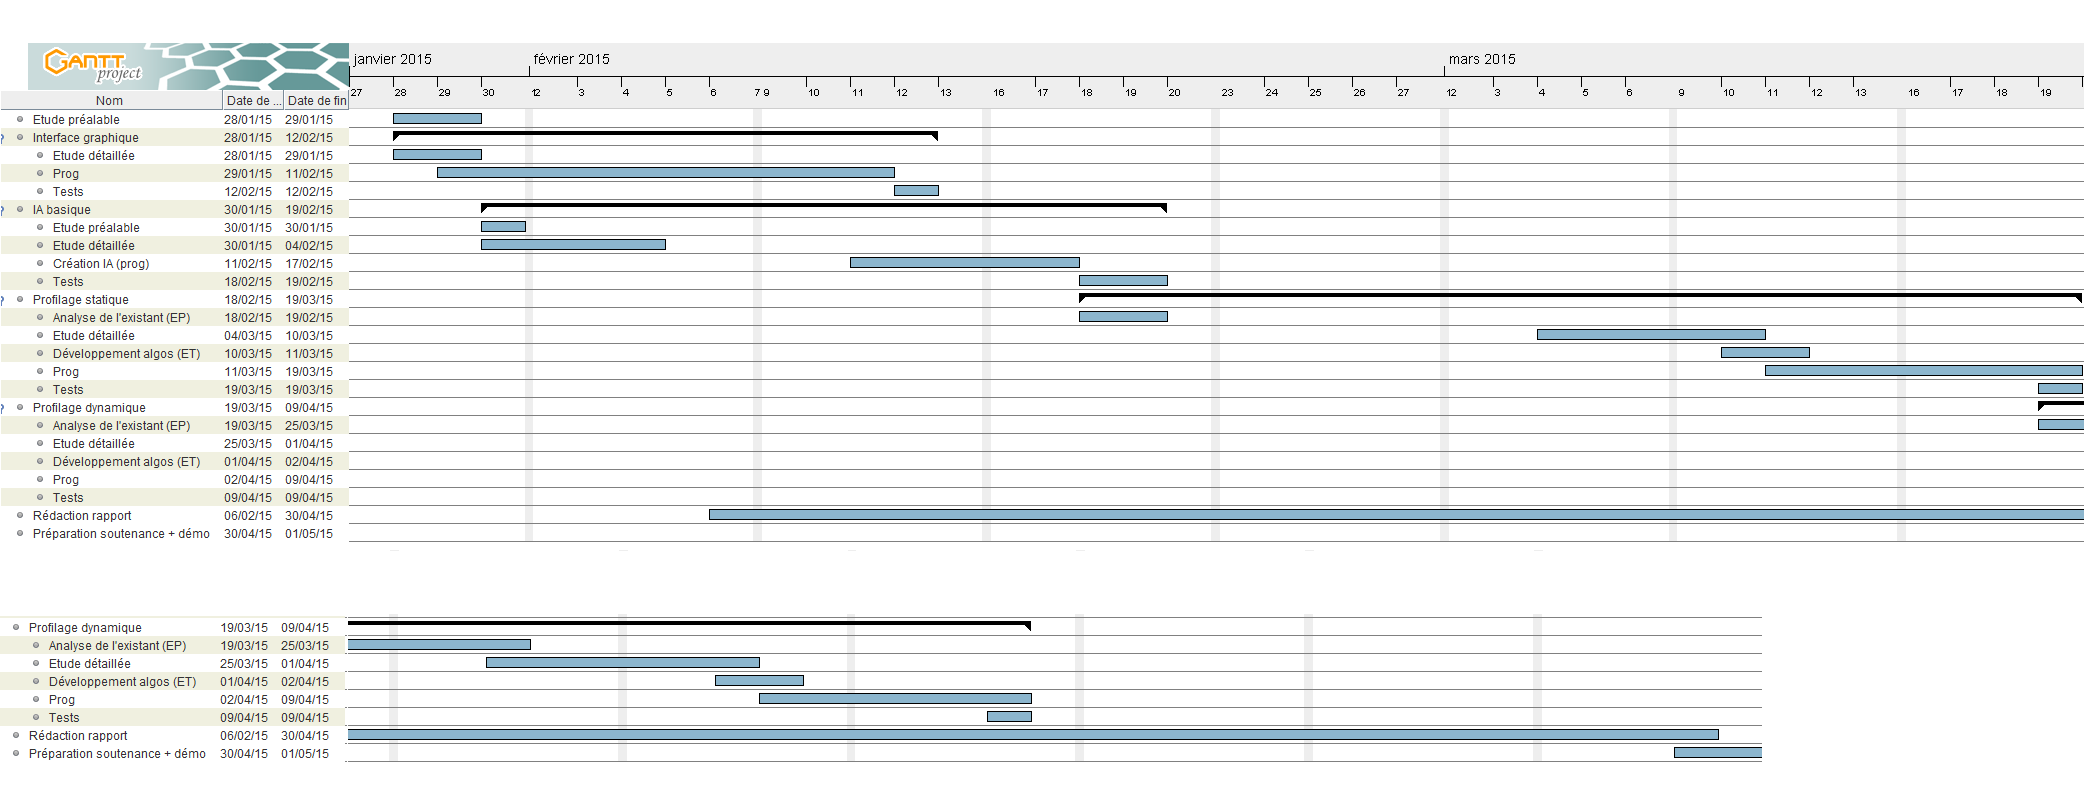 GANTT project
janvier 2015 février 2015 mars 2015
Nom Date de ... Date de fin 27 28 29 30 12 3 4 5 6 7 9 10 11 12 13 16 17 18 19 20 23 24 25 26 27 12 3 4 5 6 9 10 11 12 13 16 17 18 19
Etude préalable 28/01/15 29/01/15
Interface graphique 28/01/15 12/02/15
Etude détaillée 28/01/15 29/01/15
Prog 29/01/15 11/02/15
Tests 12/02/15 12/02/15
IA basique 30/01/15 19/02/15
Etude préalable 30/01/15 30/01/15
Etude détaillée 30/01/15 04/02/15
Création IA (prog) 11/02/15 17/02/15
Tests 18/02/15 19/02/15
Profilage statique 18/02/15 19/03/15
Analyse de l'existant (EP) 18/02/15 19/02/15
Etude détaillée 04/03/15 10/03/15
Développement algos (ET) 10/03/15 11/03/15
Prog 11/03/15 19/03/15
Tests 19/03/15 19/03/15
Profilage dynamique 19/03/15 09/04/15
Analyse de l'existant (EP) 19/03/15 25/03/15
Etude détaillée 25/03/15 01/04/15
Développement algos (ET) 01/04/15 02/04/15
Prog 02/04/15 09/04/15
Tests 09/04/15 09/04/15
Rédaction rapport 06/02/15 30/04/15
Préparation soutenance + démo 30/04/15 01/05/15
Profilage dynamique 19/03/15 09/04/15
Analyse de l'existant (EP) 19/03/15 25/03/15
Etude détaillée 25/03/15 01/04/15
Développement algos (ET) 01/04/15 02/04/15
Prog 02/04/15 09/04/15
Tests 09/04/15 09/04/15
Rédaction rapport 06/02/15 30/04/15
Préparation soutenance + démo 30/04/15 01/05/15